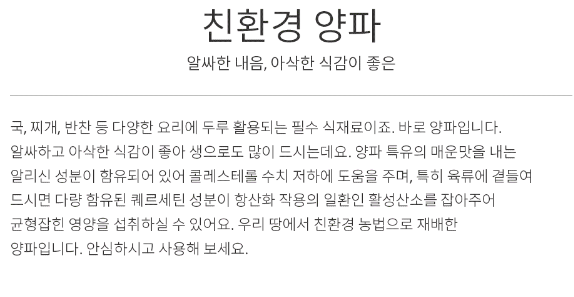 친환경 양파
알싸한 내음, 아삭한 식감이 좋은
국, 찌개, 반찬 등 다양한 요리에 두루 활용되는 필수 식재료이죠. 바로 양파입니다.
알싸하고 아삭한 식감이 좋아 생으로도 많이 드시는데요. 양파 특유의 매운맛을 내는
알리신 성분이 함유되어 있어 콜레스테롤 수치 저하에 도움을 주며, 특히 육류에 곁들여
드시면 다량 함유된 퀘르세틴 성분이 항산화 작용의 일환인 활성산소를 잡아주어
균형잡힌 영양을 섭취하실 수 있어요. 우리 땅에서 친환경 농법으로 재배한
양파입니다. 안심하시고 사용해 보세요.